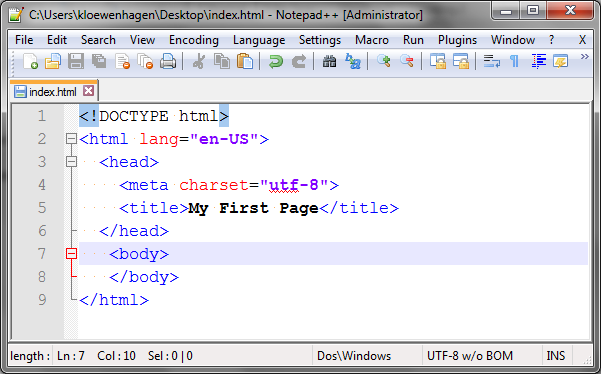 C:\Users\kloewenhagen\Desktop\index.html - Notepad++ [Administrator]
File Edit Search View Encoding Language Settings Macro Run Plugins Window ? X
index.html
1 <!DOCTYPE html>
2 <html lang="en-US">
3 <head>
4 <meta charset="utf-8">
5 <title>My First Page</title>
6 </head>
7 <body>
8 </body>
9 </html>
length : Ln : 7 Col : 10 Sel : 0 | 0 Dos\Windows UTF-8 w/o BOM INS